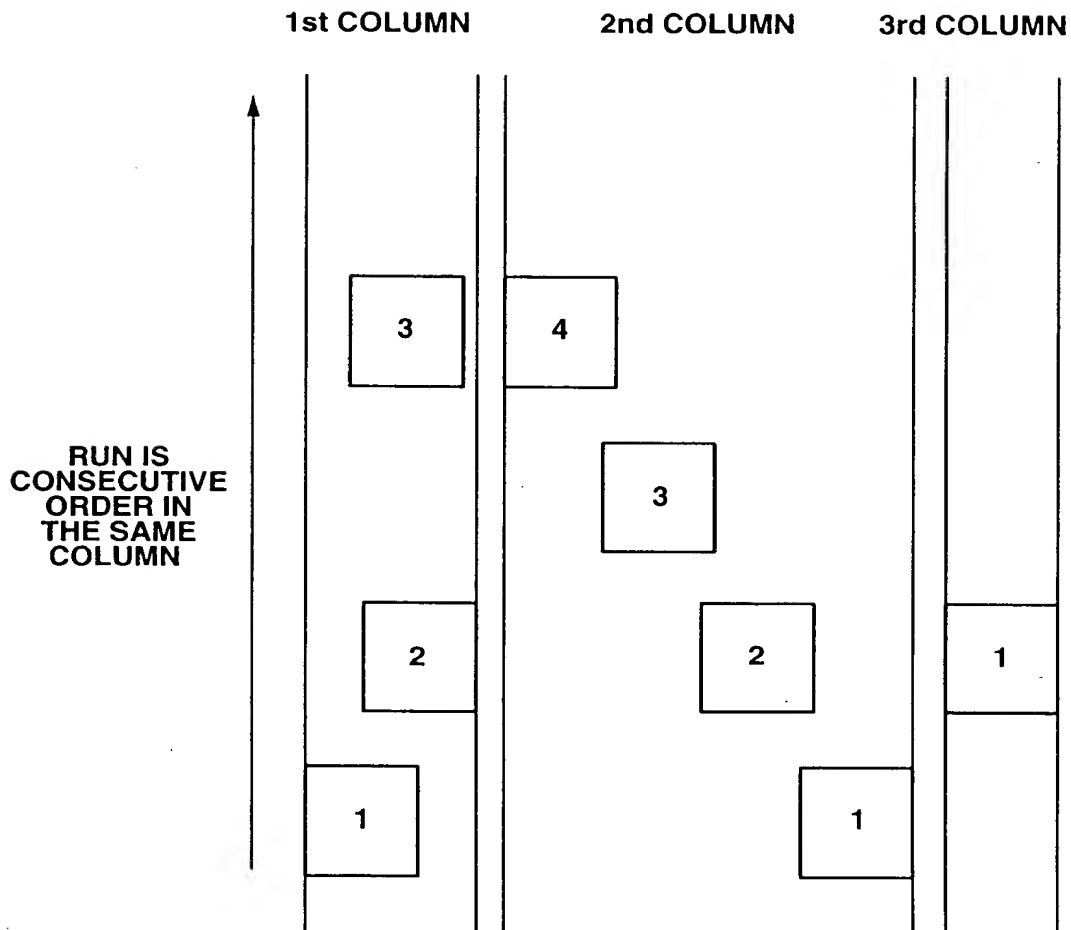 1st COLUMN 2nd COLUMN 3rd COLUMN
3 4
RUN IS
CONSECUTIVE
ORDER IN
THE SAME
COLUMN
3
2 2 1
1 1